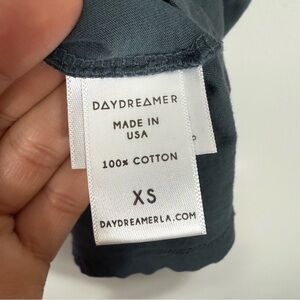 DAYDREAMER
MADE IN
USA
100% COTTON
XS
DAYDREAMERLA.COM